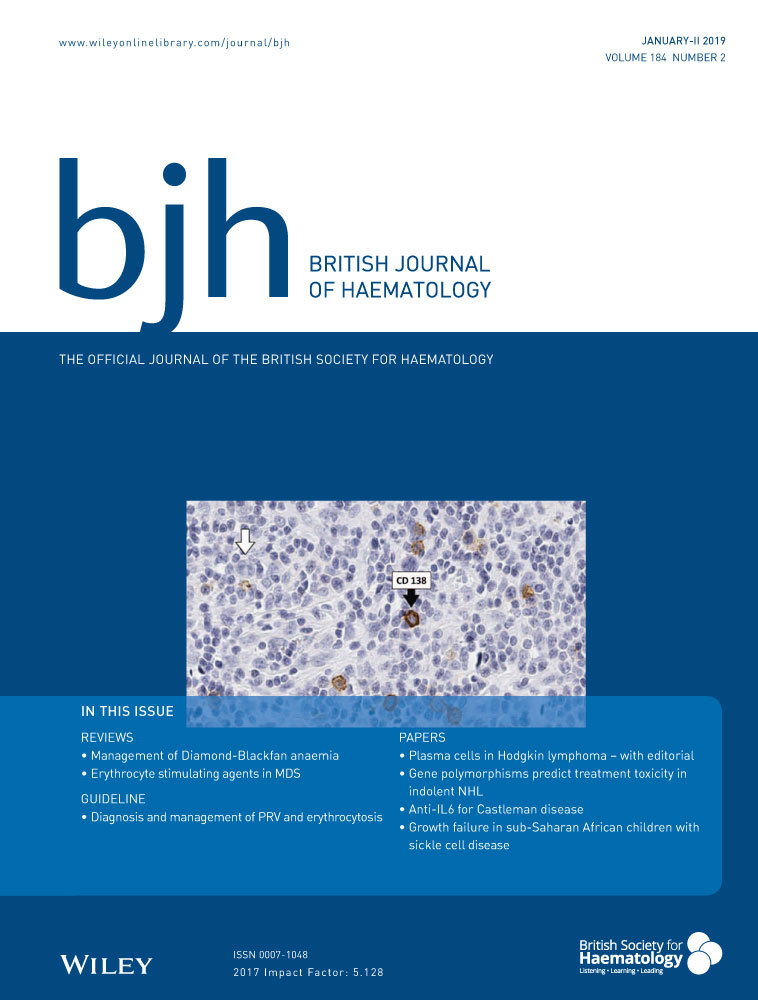 www.wileyonlinelibrary.com/journal/bjh
JANUARY-II 2019
VOLUME 184 NUMBER 2
bjh
BRITISH JOURNAL
OF HAEMATOLOGY
THE OFFICIAL JOURNAL OF THE BRITISH SOCIETY FOR HAEMATOLOGY
CD 138
IN THIS ISSUE
REVIEWS
• Management of Diamond-Blackfan anaemia
• Erythrocyte stimulating agents in MDS
GUIDELINE
• Diagnosis and management of PRV and erythrocytosis
PAPERS
• Plasma cells in Hodgkin lymphoma – with editorial
• Gene polymorphisms predict treatment toxicity in
indolent NHL
• Anti-IL6 for Castleman disease
• Growth failure in sub-Saharan African children with
sickle cell disease
WILEY
ISSN 0007-1048
2017 Impact Factor: 5.128
British Society for
Haematology
Listening • Learning • Leading